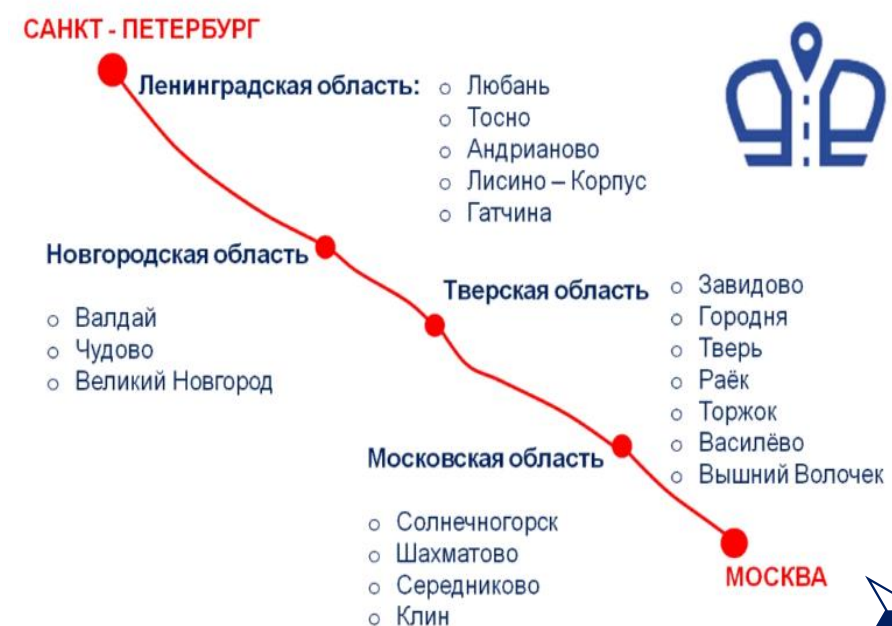 САНКТ - ПЕТЕРБУРГ
Ленинградская область:
○ Любань
○ Тосно
○ Андрианово
○ Лисино – Корпус
○ Гатчина
Новгородская область
○ Валдай
○ Чудово
○ Великий Новгород
Тверская область
○ Завидово
○ Городня
○ Тверь
○ Раёк
○ Торжок
○ Василёво
○ Вышний Волочек
Московская область
○ Солнечногорск
○ Шахматово
○ Середниково
○ Клин
МОСКВА